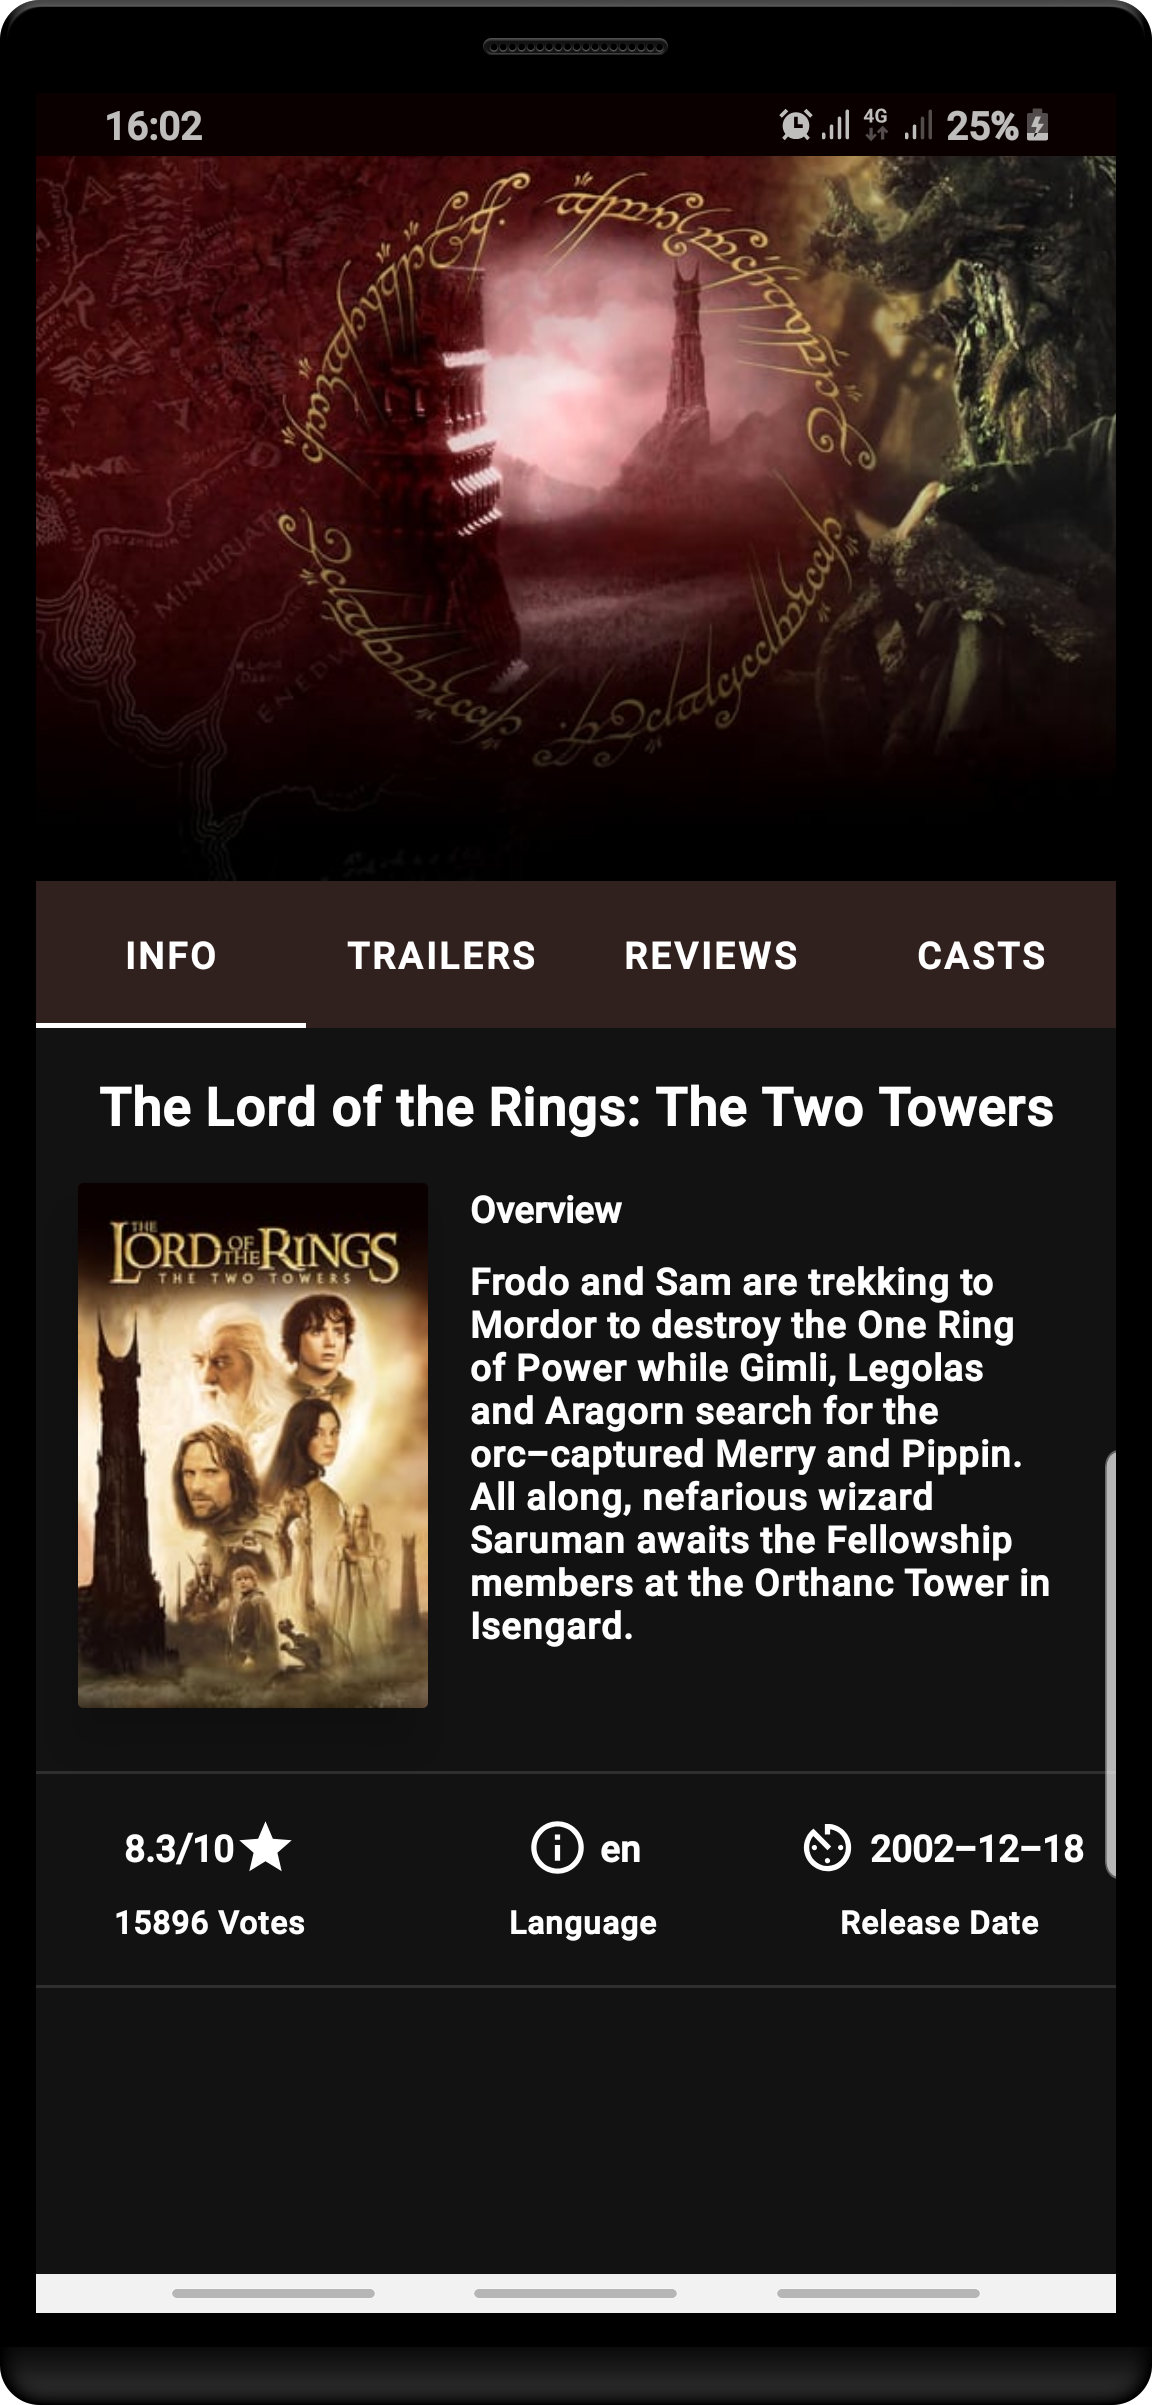 16:02
4G
25%
MINHIRIATH
ENEDW
INFO
TRAILERS
REVIEWS
CASTS
The Lord of the Rings: The Two Towers
THE
LORD OF THE RINGS
THE TWO TOWERS
Overview
Frodo and Sam are trekking to
Mordor to destroy the One Ring
of Power while Gimli, Legolas
and Aragorn search for the
orc–captured Merry and Pippin.
All along, nefarious wizard
Saruman awaits the Fellowship
members at the Orthanc Tower in
Isengard.
8.3/10
en
2002–12–18
15896 Votes
Language
Release Date